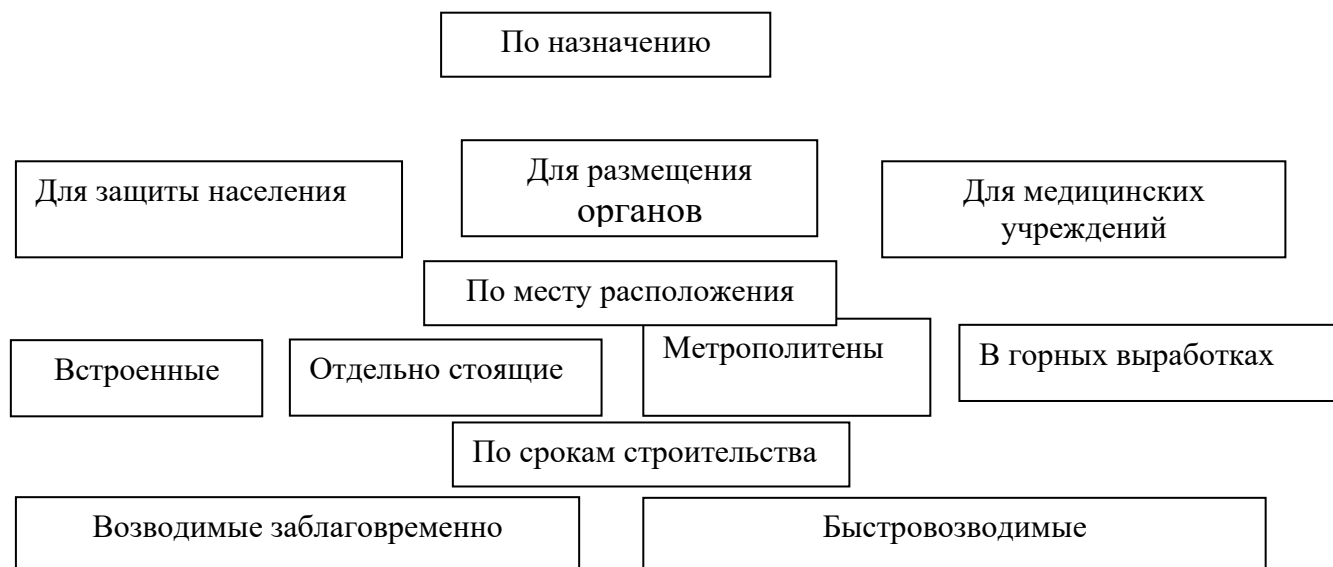 По назначению
Для защиты населения
Для размещения
органов
Для медицинских
учреждений
По месту расположения
Встроенные
Отдельно стоящие
Метрополитены
В горных выработках
По срокам строительства
Возводимые заблаговременно
Быстровозводимые